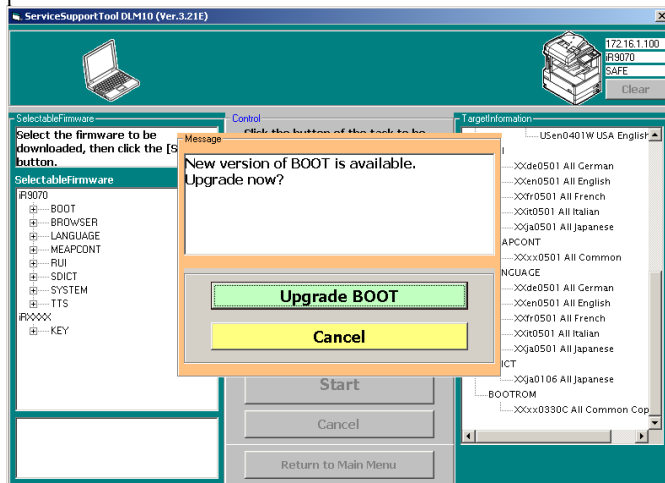 ServiceSupportTool DLM10 (Ver.3.21E)
172.16.1.100
iR9070
SAFE
Clear
SelectableFirmware
Select the firmware to be
downloaded, then click the [S
button.
SelectableFirmware
iR9070
BOOT
BROWSER
LANGUAGE
MEAPCONT
RUI
SDICT
SYSTEM
TTS
iRXXXX
KEY
Control
Click the button of the task to be
Message
New version of BOOT is available.
Upgrade now?
Upgrade BOOT
Cancel
Start
Cancel
Return to Main Menu
TargetInformation
USen0401W USA English
I
XXde0501 All German
XXen0501 All English
XXfr0501 All French
XXit0501 All Italian
XXja0501 All Japanese
APCONT
XXxx0501 All Common
NGUAGE
XXde0501 All German
XXen0501 All English
XXfr0501 All French
XXit0501 All Italian
XXja0501 All Japanese
ICT
XXja0106 All Japanese
BOOTROM
XXxx0330C All Common Cop